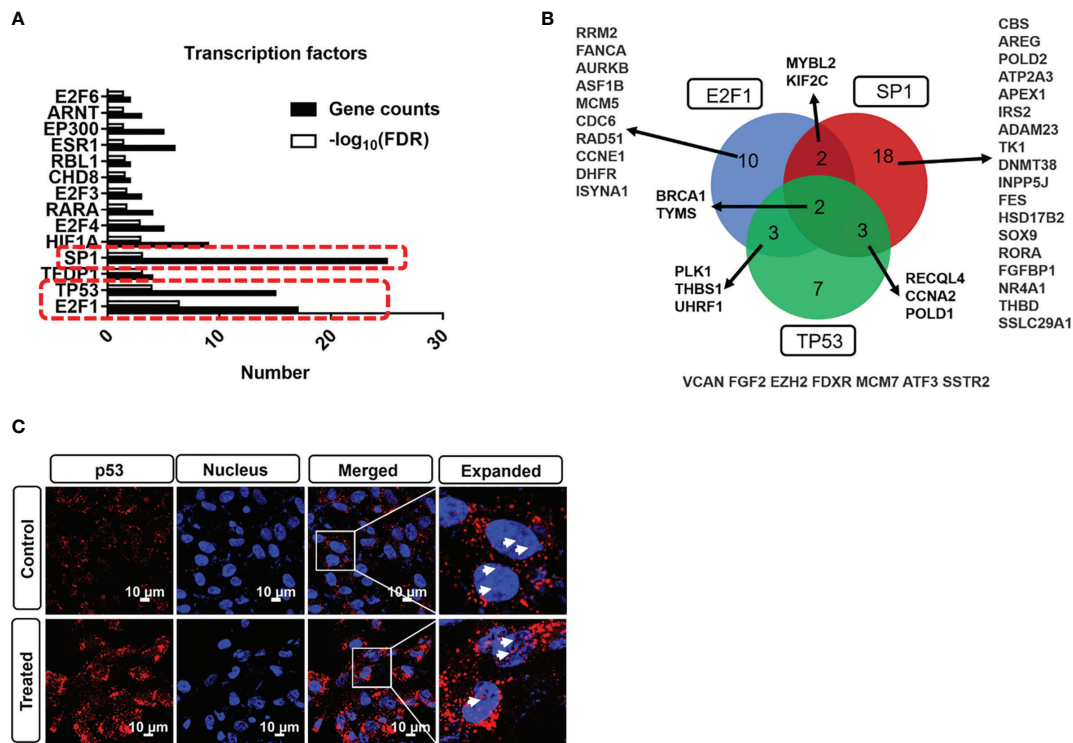 A
Transcription factors
E2F6
ARNT
EP300
ESR1
RBL1
CHD8
E2F3
RARA
E2F4
HIF1A
SP1
TFDP1
TP53
E2F1
Gene counts
-log10(FDR)
0
10
20
30
Number
B
RRM2
FANCA
AURKB
ASF1B
MCM5
CDC6
RAD51
CCNE1
DHFR
ISYNA1
MYBL2
KIF2C
E2F1
SP1
10
2
18
BRCA1
TYMS
2
3
3
PLK1
THBS1
UHRF1
7
RECQL4
CCNA2
POLD1
TP53
CBS
AREG
POLD2
ATP2A3
APEX1
IRS2
ADAM23
TK1
DNMT38
INPP5J
FES
HSD17B2
SOX9
RORA
FGFBP1
NR4A1
THBD
SSLC29A1
VCAN FGF2 EZH2 FDXR MCM7 ATF3 SSTR2
C
p53 Nucleus Merged Expanded
Control
10 µm 10 µm 10 µm
Treated
10 µm 10 µm 10 µm